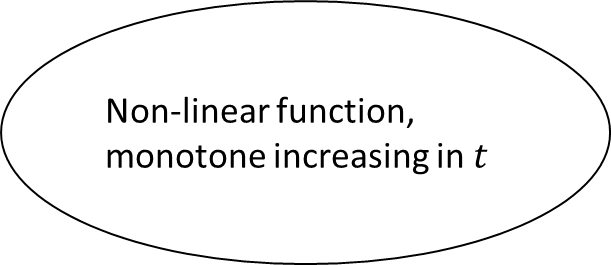 Non-linear function,
monotone increasing in t